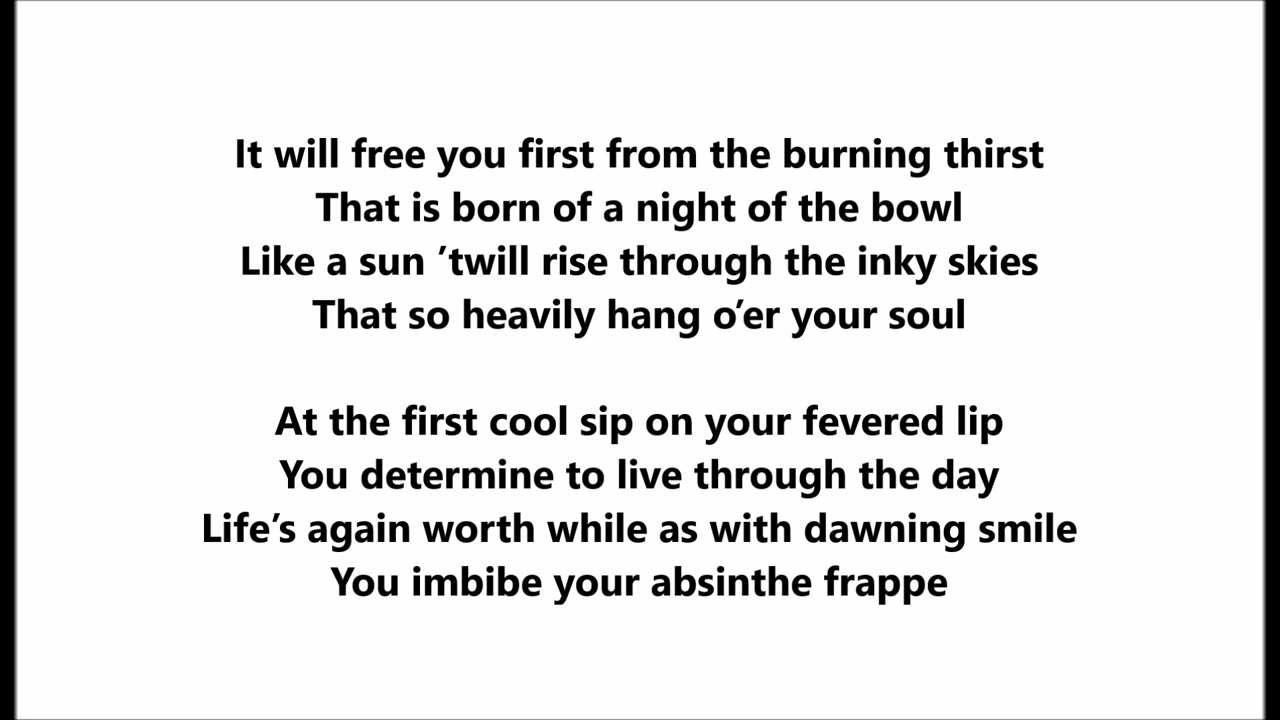 It will free you first from the burning thirst
That is born of a night of the bowl
Like a sun ’twill rise through the inky skies
That so heavily hang o’er your soul
At the first cool sip on your fevered lip
You determine to live through the day
Life’s again worth while as with dawning smile
You imbibe your absinthe frappe